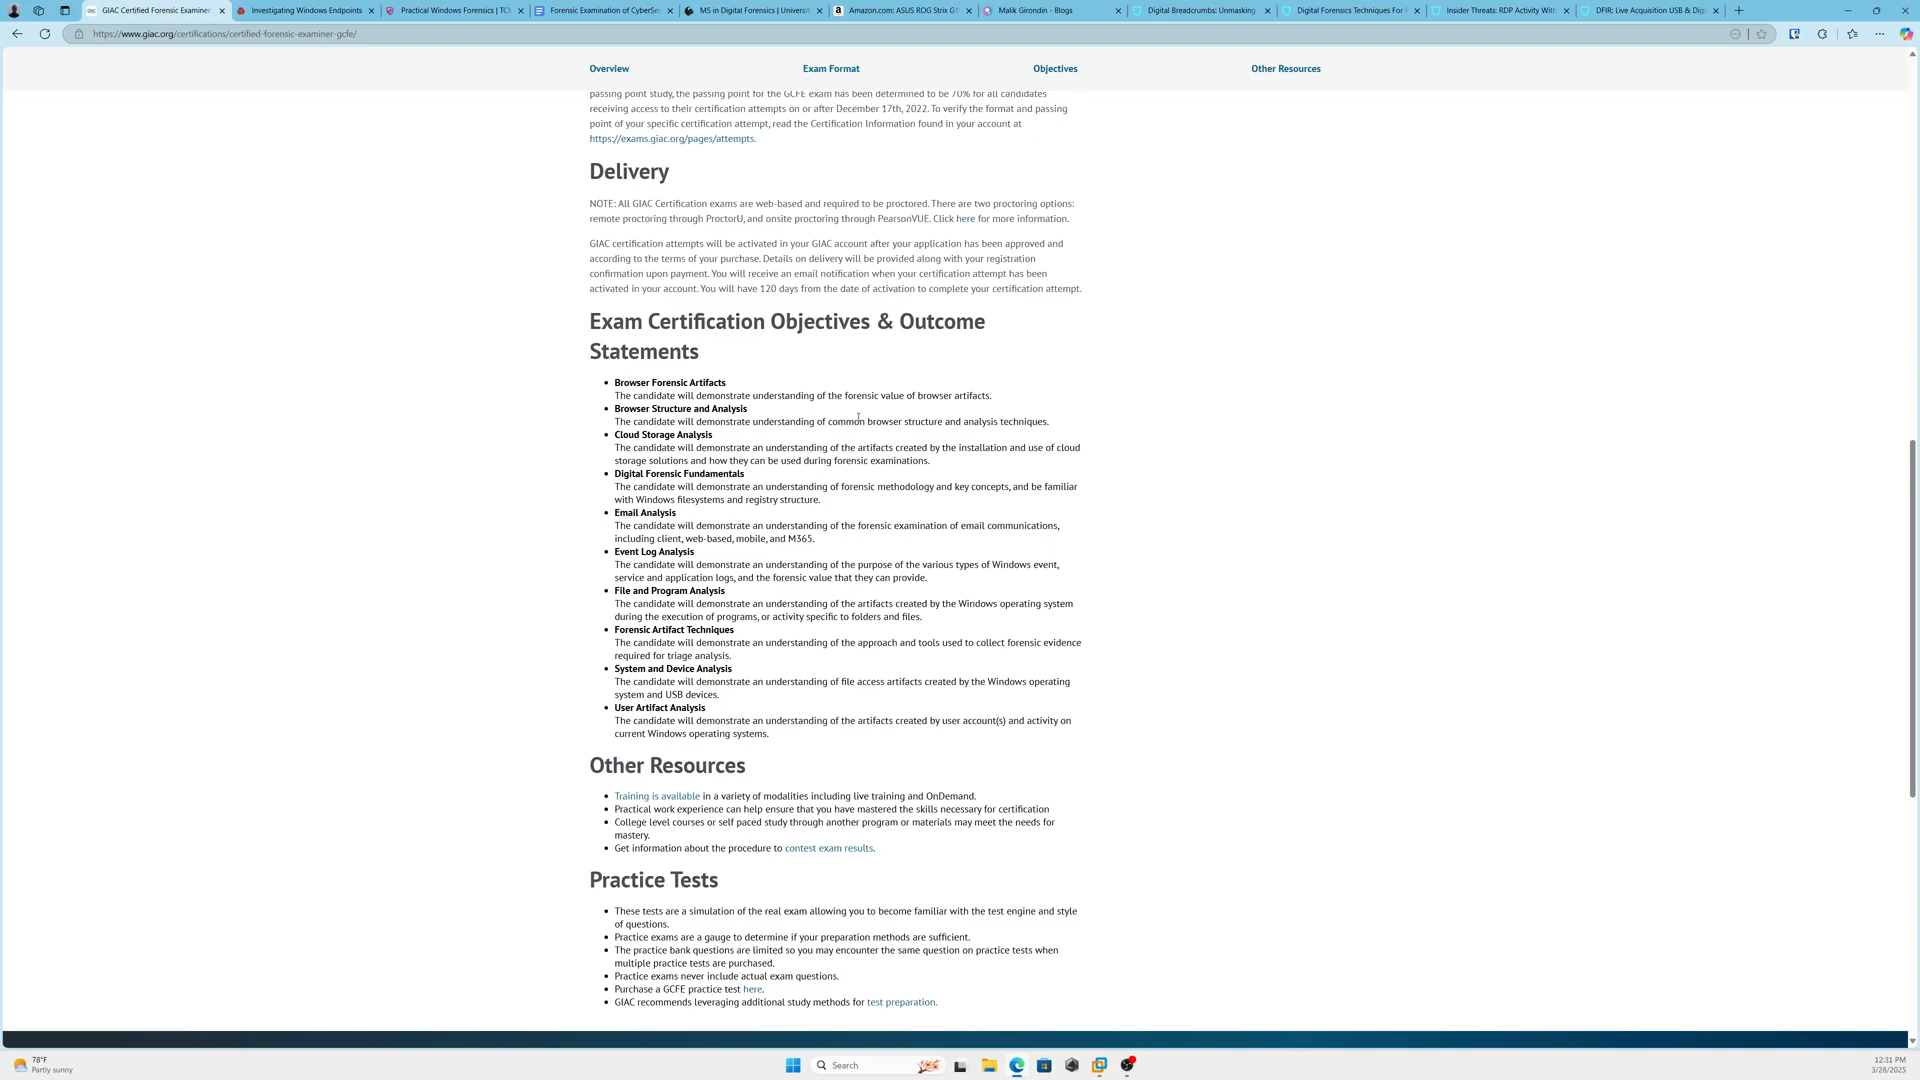 GIAC Certified Forensic Examiner
Investigating Windows Endpoints
Practical Windows Forensics | TCM
Forensic Examination of CyberSec
MS in Digital Forensics | Universit
Amazon.com: ASUS ROG Strix G1
Malik Girondin - Blogs
Digital Breadcrumbs: Unmasking
Digital Forensics Techniques For
Insider Threats: RDP Activity With
DFIR: Live Acquisition USB & Dig
https://www.giac.org/certifications/certified-forensic-examiner-gcfe/
Overview
Exam Format
Objectives
Other Resources
passing point study, the passing point for the GCFE exam has been determined to be 70% for all candidates
receiving access to their certification attempts on or after December 17th, 2022. To verify the format and passing
point of your specific certification attempt, read the Certification Information found in your account at
https://exams.giac.org/pages/attempts.
Delivery
NOTE: All GIAC Certification exams are web-based and required to be proctored. There are two proctoring options:
remote proctoring through ProctorU, and onsite proctoring through PearsonVUE. Click here for more information.
GIAC certification attempts will be activated in your GIAC account after your application has been approved and
according to the terms of your purchase. Details on delivery will be provided along with your registration
confirmation upon payment. You will receive an email notification when your certification attempt has been
activated in your account. You will have 120 days from the date of activation to complete your certification attempt.
Exam Certification Objectives & Outcome
Statements
• Browser Forensic Artifacts
The candidate will demonstrate understanding of the forensic value of browser artifacts.
• Browser Structure and Analysis
The candidate will demonstrate understanding of common browser structure and analysis techniques.
• Cloud Storage Analysis
The candidate will demonstrate an understanding of the artifacts created by the installation and use of cloud
storage solutions and how they can be used during forensic examinations.
• Digital Forensic Fundamentals
The candidate will demonstrate an understanding of forensic methodology and key concepts, and be familiar
with Windows filesystems and registry structure.
• Email Analysis
The candidate will demonstrate an understanding of the forensic examination of email communications,
including client, web-based, mobile, and M365.
• Event Log Analysis
The candidate will demonstrate an understanding of the purpose of the various types of Windows event,
service and application logs, and the forensic value that they can provide.
• File and Program Analysis
The candidate will demonstrate an understanding of the artifacts created by the Windows operating system
during the execution of programs, or activity specific to folders and files.
• Forensic Artifact Techniques
The candidate will demonstrate an understanding of the approach and tools used to collect forensic evidence
required for triage analysis.
• System and Device Analysis
The candidate will demonstrate an understanding of file access artifacts created by the Windows operating
system and USB devices.
• User Artifact Analysis
The candidate will demonstrate an understanding of the artifacts created by user account(s) and activity on
current Windows operating systems.
Other Resources
• Training is available in a variety of modalities including live training and OnDemand.
• Practical work experience can help ensure that you have mastered the skills necessary for certification
• College level courses or self paced study through another program or materials may meet the needs for
mastery.
• Get information about the procedure to contest exam results.
Practice Tests
• These tests are a simulation of the real exam allowing you to become familiar with the test engine and style
of questions.
• Practice exams are a gauge to determine if your preparation methods are sufficient.
• The practice bank questions are limited so you may encounter the same question on practice tests when
multiple practice tests are purchased.
• Practice exams never include actual exam questions.
• Purchase a GCFE practice test here.
• GIAC recommends leveraging additional study methods for test preparation.
78°F
Partly sunny
Search
12:31 PM
3/28/2025